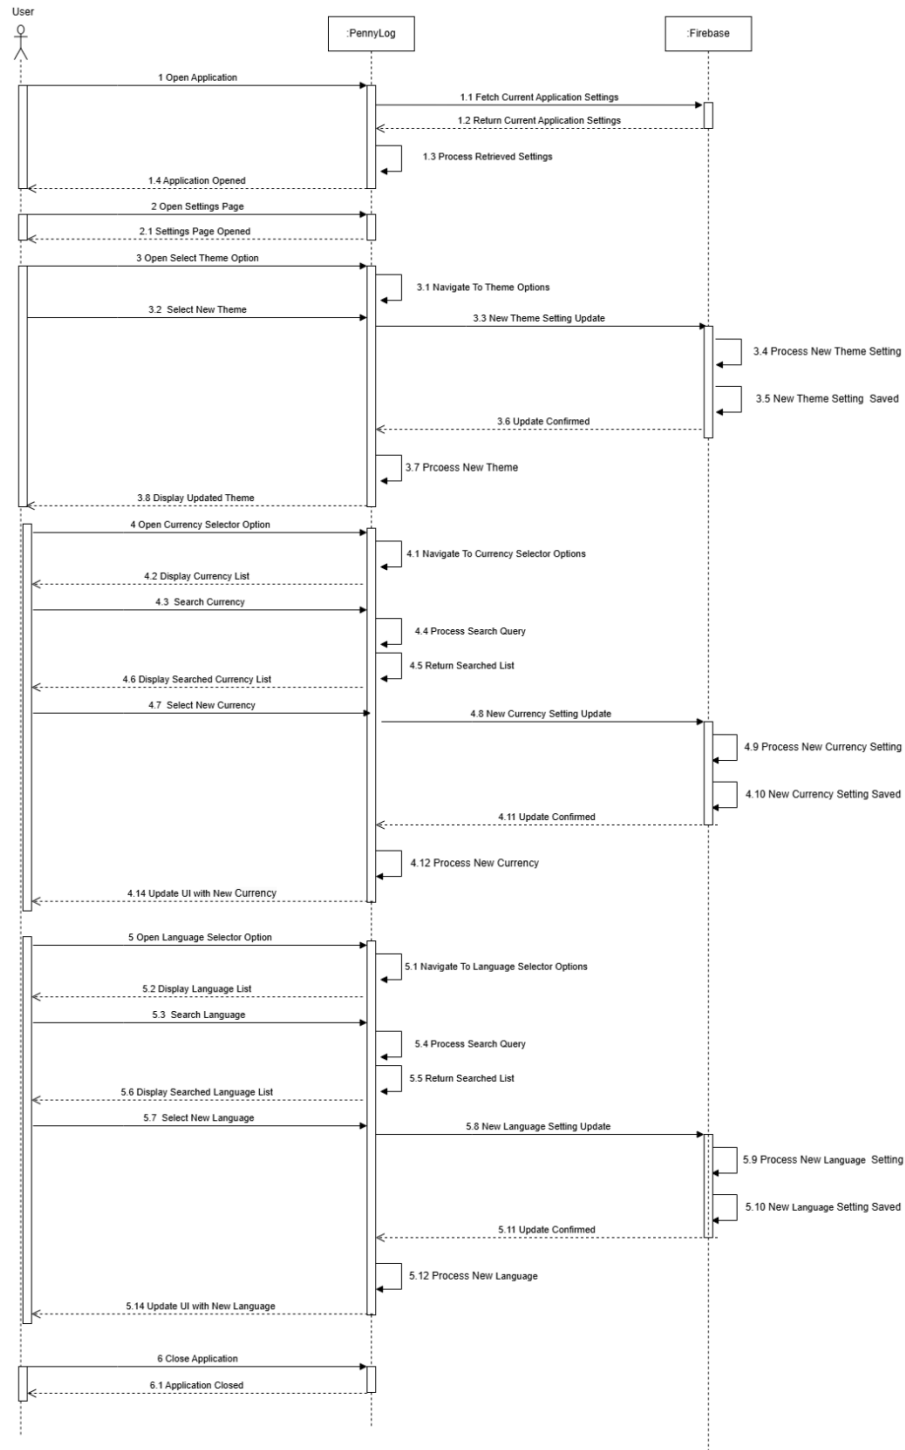 User
:PennyLog
:Firebase
1 Open Application
1.1 Fetch Current Application Settings
1.2 Return Current Application Settings
1.3 Process Retrieved Settings
1.4 Application Opened
2 Open Settings Page
2.1 Settings Page Opened
3 Open Select Theme Option
3.1 Navigate To Theme Options
3.2 Select New Theme
3.3 New Theme Setting Update
3.4 Process New Theme Setting
3.5 New Theme Setting Saved
3.6 Update Confirmed
3.7 Prcoess New Theme
3.8 Display Updated Theme
4 Open Currency Selector Option
4.1 Navigate To Currency Selector Options
4.2 Display Currency List
4.3 Search Currency
4.4 Process Search Query
4.5 Return Searched List
4.6 Display Searched Currency List
4.7 Select New Currency
4.8 New Currency Setting Update
4.9 Process New Currency Setting
4.10 New Currency Setting Saved
4.11 Update Confirmed
4.12 Process New Currency
4.14 Update UI with New Currency
5 Open Language Selector Option
5.1 Navigate To Language Selector Options
5.2 Display Language List
5.3 Search Language
5.4 Process Search Query
5.5 Return Searched List
5.6 Display Searched Language List
5.7 Select New Language
5.8 New Language Setting Update
5.9 Process New Language Setting
5.10 New Language Setting Saved
5.11 Update Confirmed
5.12 Process New Language
5.14 Update UI with New Language
6 Close Application
6.1 Application Closed